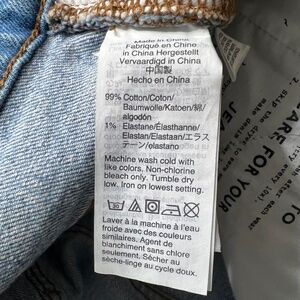 Made in China
Fabriqué en Chine
in China Hergestellt
Vervaardigd in China
中国製
Hecho en China
99% Cotton/Coton/
Baumwolle/Katoen/綿/
algodón
1% Elastane/Élasthanne/
Elastan/Elastaan/エラス
テーン/elastano
Machine wash cold with
like colors. Non-chlorine
bleach only. Tumble dry
low. Iron on lowest setting.
30
Laver à la machine à l'eau
froide avec des couleurs
similaires. Agent de
blanchiment sans chlore
seulement. Sécher au
sèche-linge au cycle doux.
ARE FOR YOUR